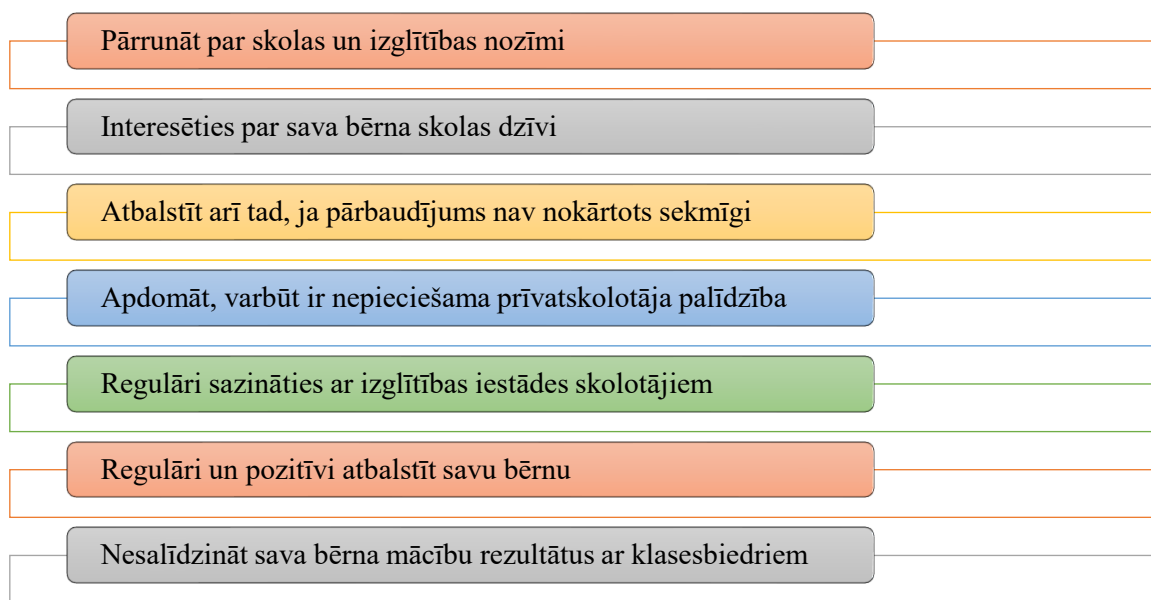 Pārrunāt par skolas un izglītības nozīmi
Interesēties par sava bērna skolas dzīvi
Atbalstīt arī tad, ja pārbaudījums nav nokārtots sekmīgi
Apdomāt, varbūt ir nepieciešama prīvatskolotāja palīdzība
Regulāri sazināties ar izglītības iestādes skolotājiem
Regulāri un pozitīvi atbalstīt savu bērnu
Nesalīdzināt sava bērna mācību rezultātus ar klasesbiedriem